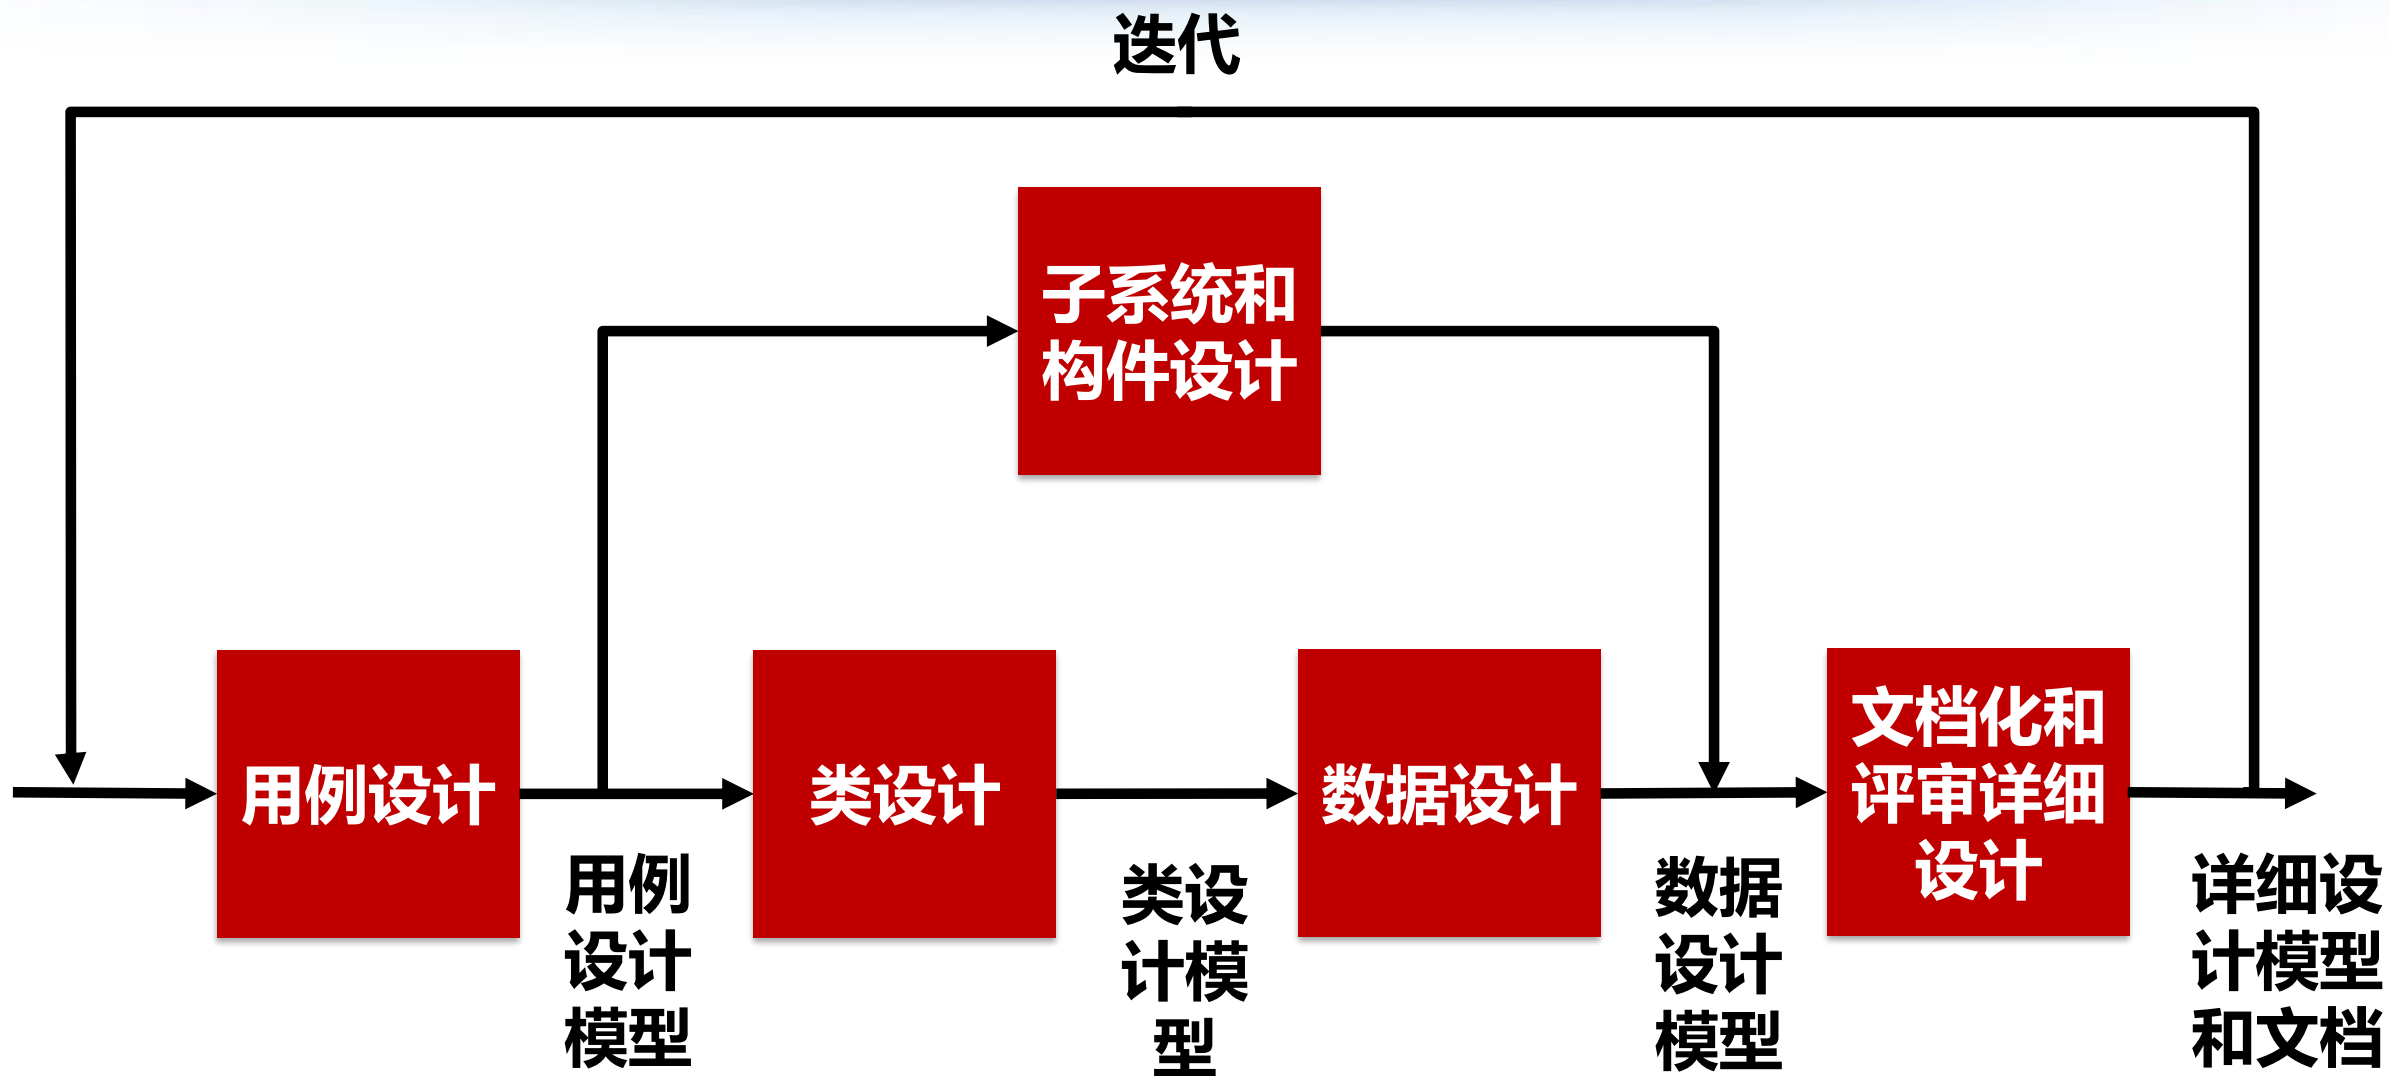 迭代
子系统和
构件设计
用例设计
类设计
数据设计
文档化和
评审详细
设计
用例
设计
模型
类设
计模
型
数据
设计
模型
详细设
计模型
和文档